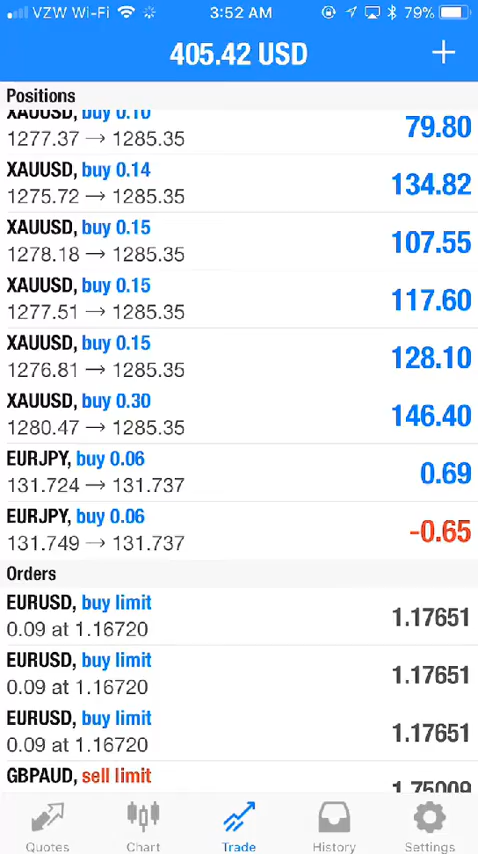 VZW Wi-Fi 3:52 AM 79%
405.42 USD +
Positions
XAUUSD, buy 0.10 79.80
1277.37 → 1285.35
XAUUSD, buy 0.14 134.82
1275.72 → 1285.35
XAUUSD, buy 0.15 107.55
1278.18 → 1285.35
XAUUSD, buy 0.15 117.60
1277.51 → 1285.35
XAUUSD, buy 0.15 128.10
1276.81 → 1285.35
XAUUSD, buy 0.30 146.40
1280.47 → 1285.35
EURJPY, buy 0.06 0.69
131.724 → 131.737
EURJPY, buy 0.06 -0.65
131.749 → 131.737
Orders
EURUSD, buy limit 1.17651
0.09 at 1.16720
EURUSD, buy limit 1.17651
0.09 at 1.16720
EURUSD, buy limit 1.17651
0.09 at 1.16720
GBPAUD, sell limit 1.75009
Quotes Chart Trade History Settings